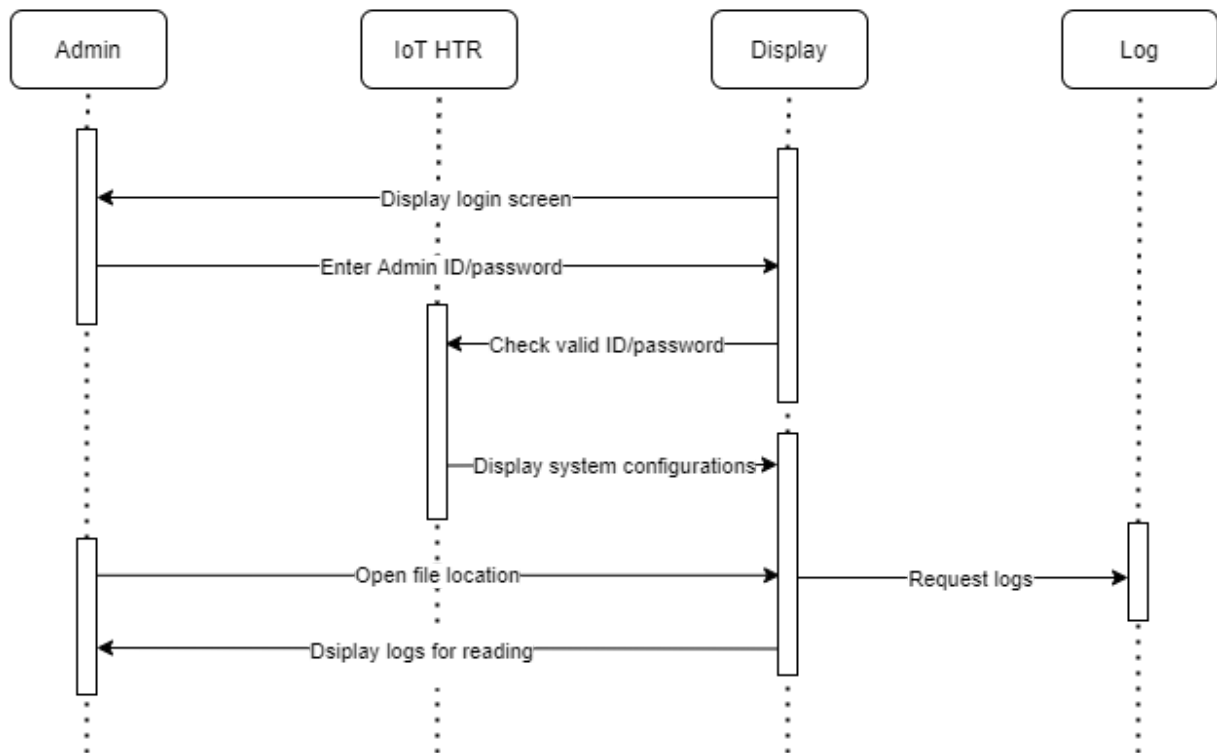 Admin
IoT HTR
Display
Log
Display login screen
Enter Admin ID/password
Check valid ID/password
Display system configurations
Open file location
Request logs
Dsiplay logs for reading